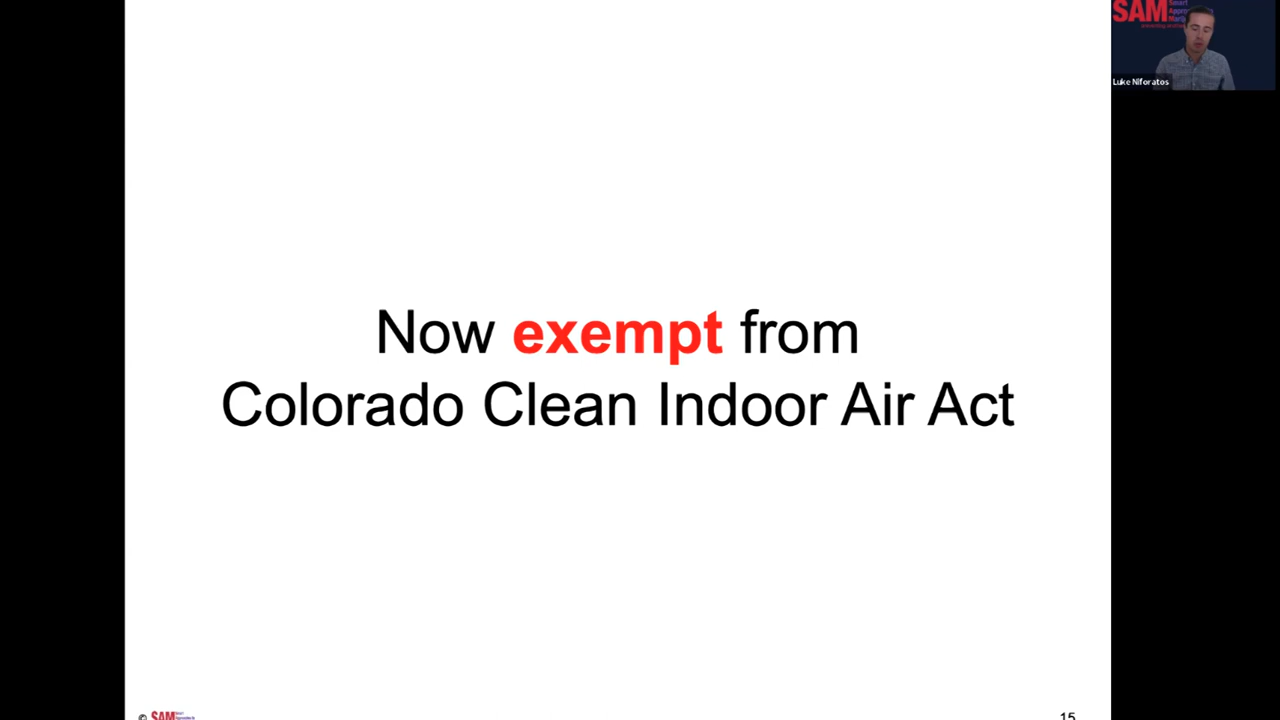 SAM
Luke Niforatos
Now exempt from
Colorado Clean Indoor Air Act
© SAM
15